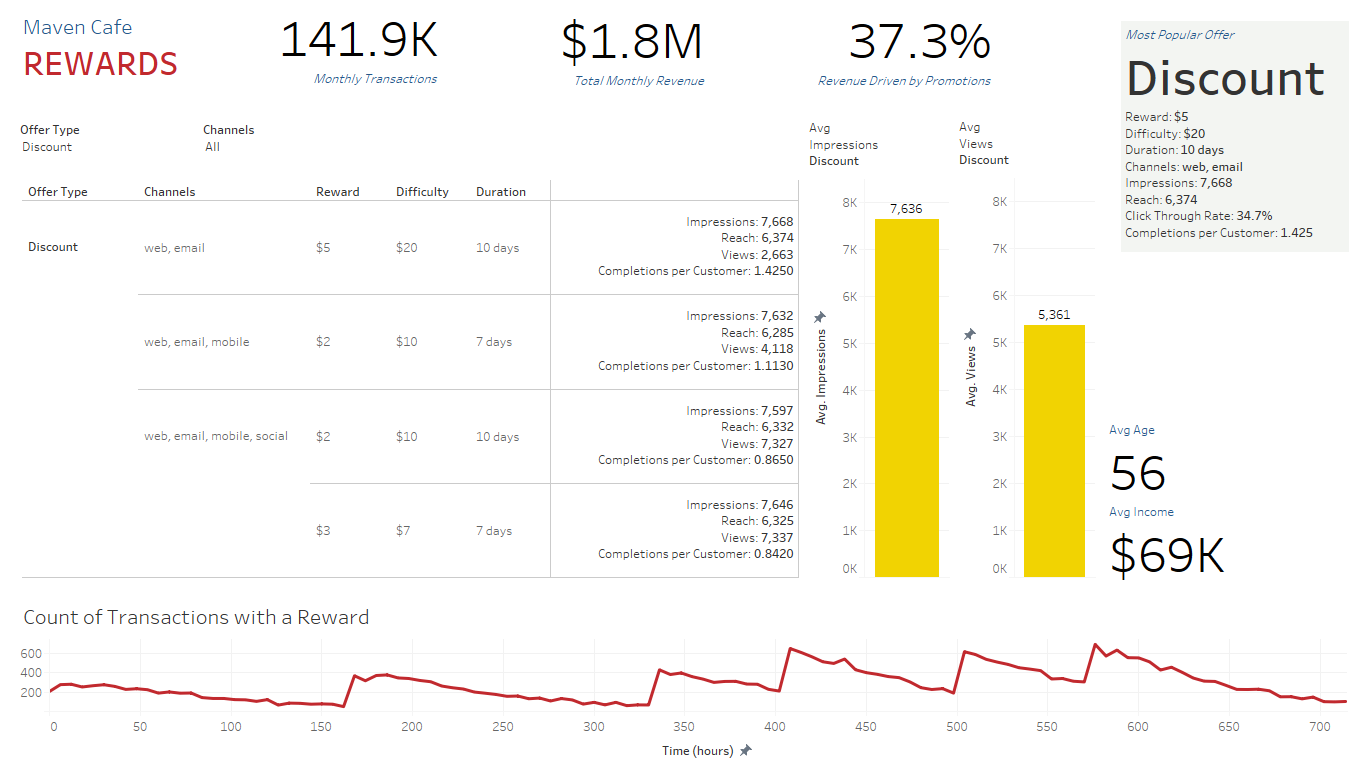 Maven Cafe
REWARDS
141.9K
Monthly Transactions
$1.8M
Total Monthly Revenue
37.3%
Revenue Driven by Promotions
Most Popular Offer
Discount
Reward: $5
Difficulty: $20
Duration: 10 days
Channels: web, email
Impressions: 7,668
Reach: 6,374
Click Through Rate: 34.7%
Completions per Customer: 1.425
Offer Type
Discount
Channels
All
Offer Type Channels Reward Difficulty Duration
Discount web, email $5 $20 10 days
Impressions: 7,668
Reach: 6,374
Views: 2,663
Completions per Customer: 1.4250
web, email, mobile $2 $10 7 days
Impressions: 7,632
Reach: 6,285
Views: 4,118
Completions per Customer: 1.1130
web, email, mobile, social $2 $10 10 days
Impressions: 7,597
Reach: 6,332
Views: 7,327
Completions per Customer: 0.8650
$3 $7 7 days
Impressions: 7,646
Reach: 6,325
Views: 7,337
Completions per Customer: 0.8420
Avg
Impressions
Discount
8K
7K
6K
5K
4K
3K
2K
1K
0K
Avg. Impressions
7,636
Avg
Views
Discount
8K
7K
6K
5K
4K
3K
2K
1K
0K
Avg. Views
5,361
Avg Age
56
Avg Income
$69K
Count of Transactions with a Reward
600
400
200
0 50 100 150 200 250 300 350 400 450 500 550 600 650 700
Time (hours)